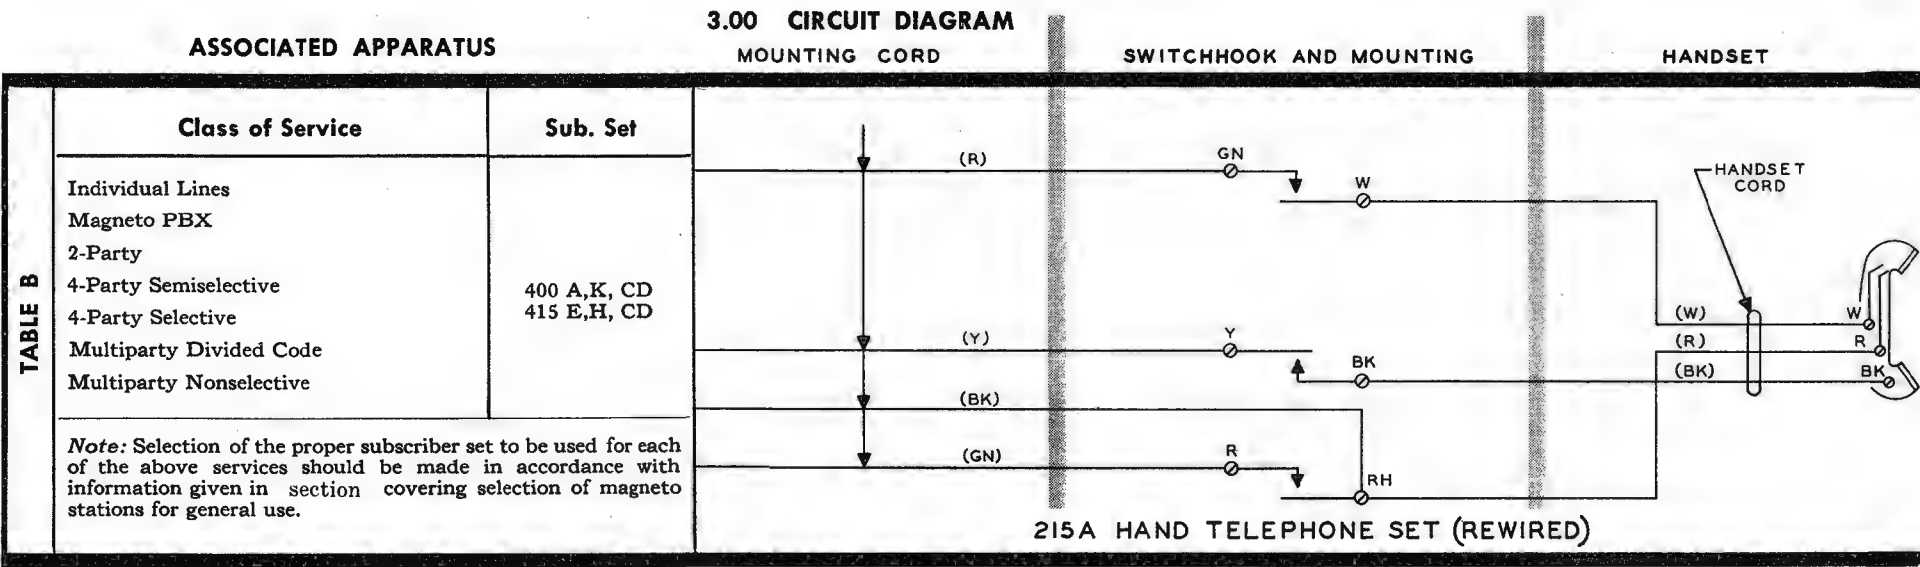 3.00 CIRCUIT DIAGRAM
ASSOCIATED APPARATUS
MOUNTING CORD
SWITCHHOOK AND MOUNTING
HANDSET
TABLE B
Class of Service
Sub. Set
Individual Lines
Magneto PBX
2-Party
4-Party Semiselective
4-Party Selective
Multiparty Divided Code
Multiparty Nonselective
400 A,K, CD
415 E,H, CD
Note: Selection of the proper subscriber set to be used for each
of the above services should be made in accordance with
information given in section covering selection of magneto
stations for general use.
(R)
GN
W
HANDSET
CORD
(W)
W
(Y)
Y
(R)
R
BK
(BK)
BK
(BK)
(GN)
R
RH
215A HAND TELEPHONE SET (REWIRED)